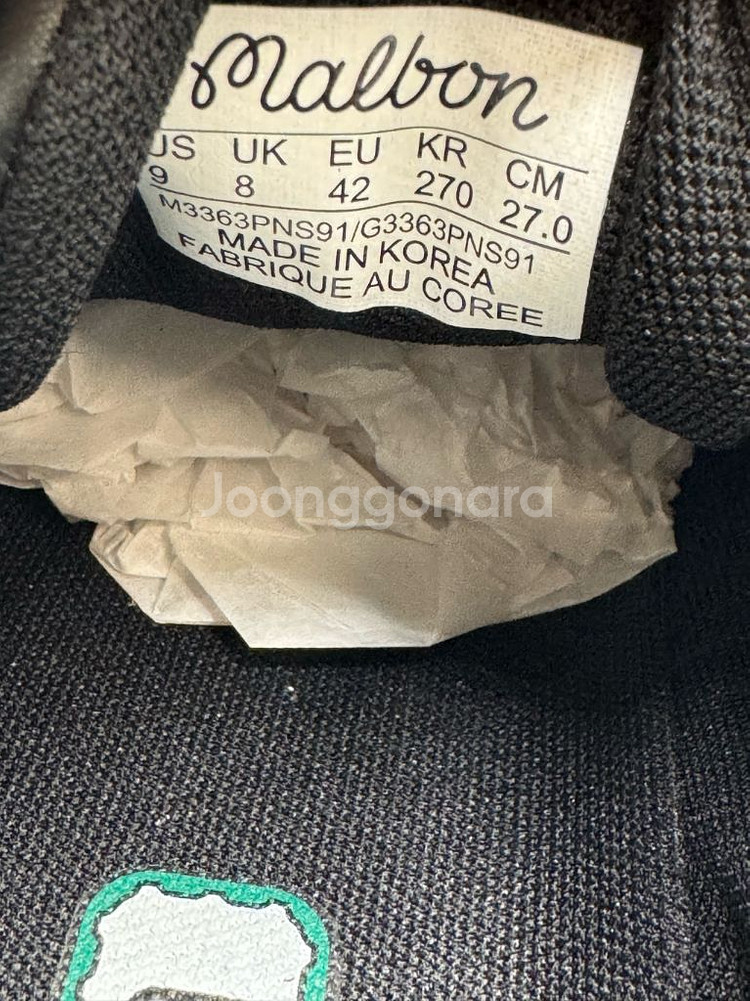 Malbon
US UK EU KR CM
9 8 42 270 27.0
M3363PNS91/G3363PNS91
MADE IN KOREA
FABRIQUE AU COREE
Joonggonara